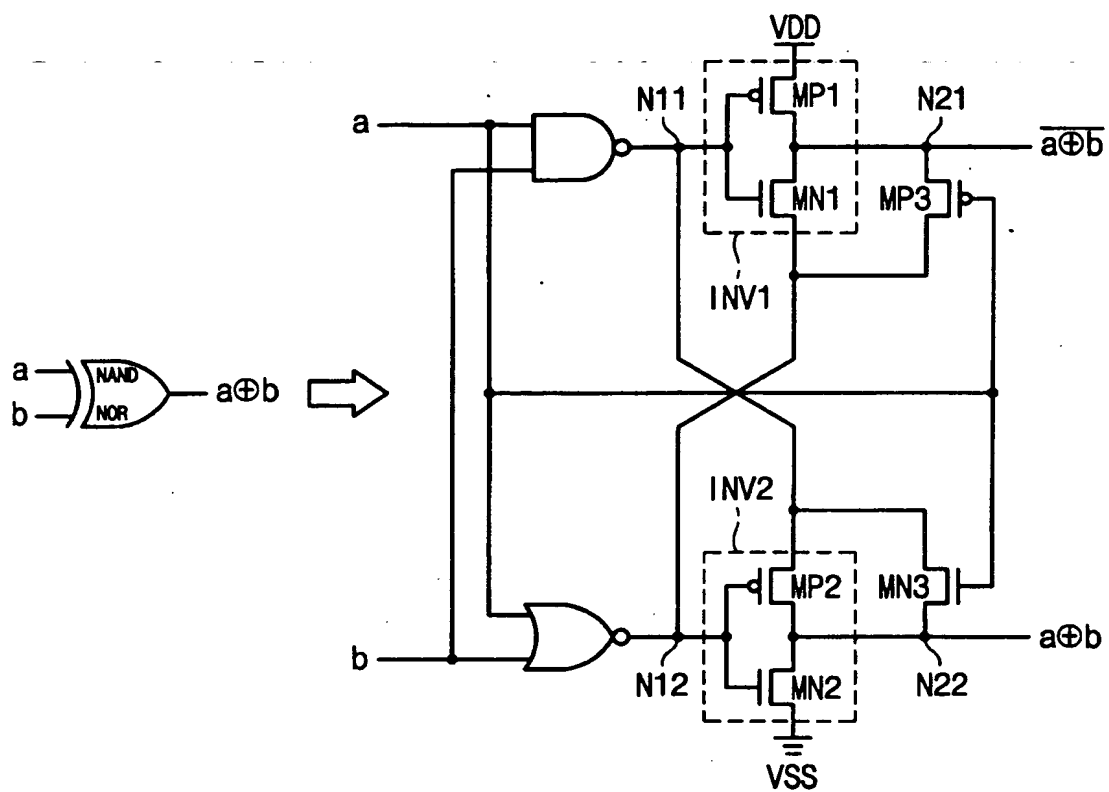 VDD
N11
MP1
N21
a
a⊕b
MN1
MP3
INV1
a
NAND
a⊕b
b
NOR
INV2
MP2
MN3
b
a⊕b
N12
MN2
N22
VSS